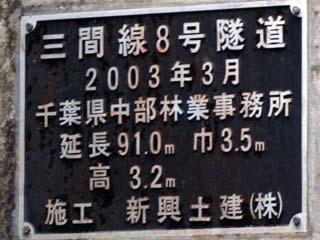 三間線8号隧道
2003年3月
千葉県中部林業事務所
延長91.0m 巾3.5m
高 3.2m
施工 新興土建(株)